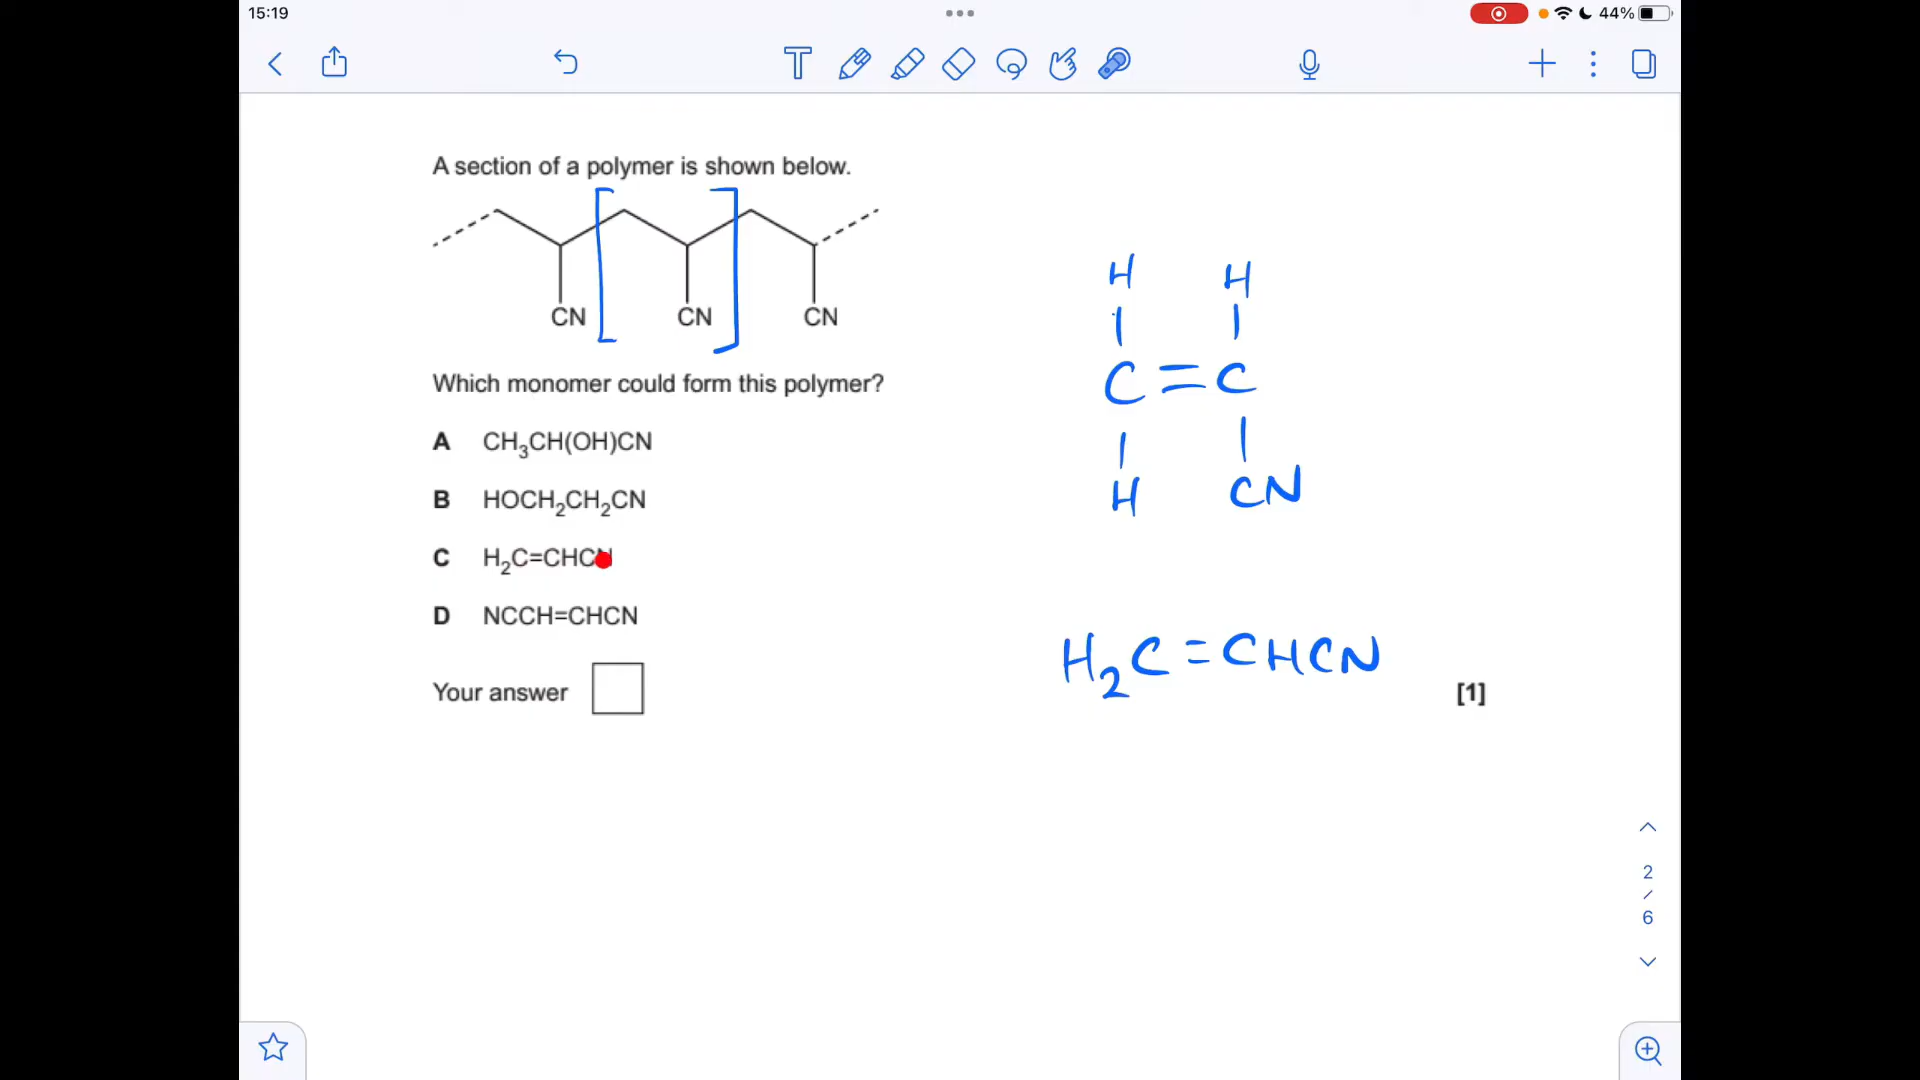 15:19
44%
T
A section of a polymer is shown below.
CN CN CN
Which monomer could form this polymer?
A CH₃CH(OH)CN
B HOCH₂CH₂CN
C H₂C=CHCN
D NCCH=CHCN
Your answer
[1]
H H
C=C
H CN
H₂C=CHCN
2
/
6